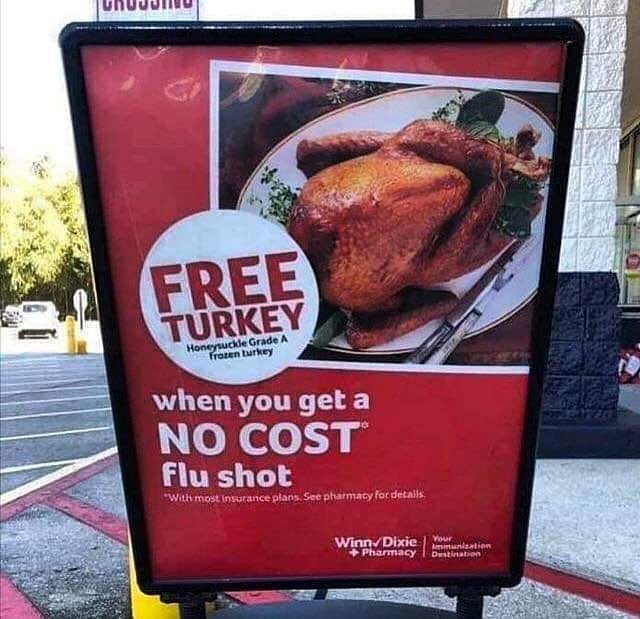 CROSSING
FREE
TURKEY
Honeysuckle Grade A
frozen turkey
when you get a
NO COST*
flu shot
*With most insurance plans. See pharmacy for details.
Winn✓Dixie
+ Pharmacy
Your
Immunization
Destination